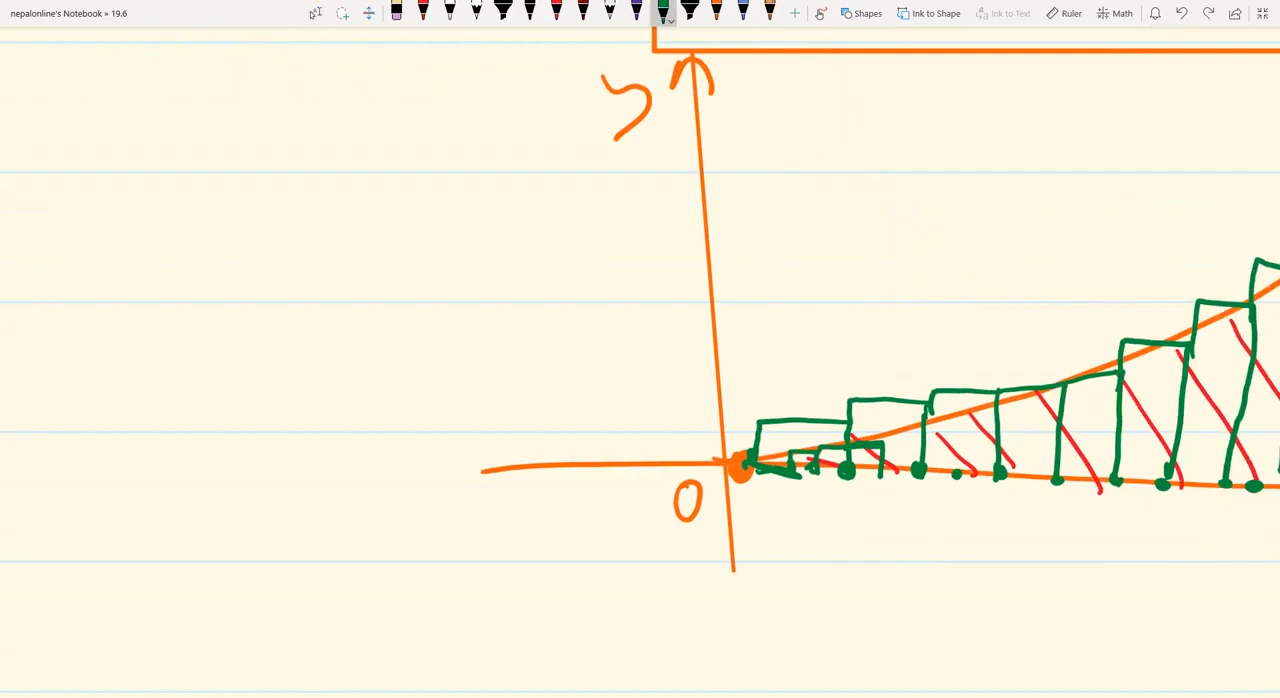 nepalonline's Notebook » 19.6
Shapes
Ink to Shape
Ink to Text
Ruler
Math
0